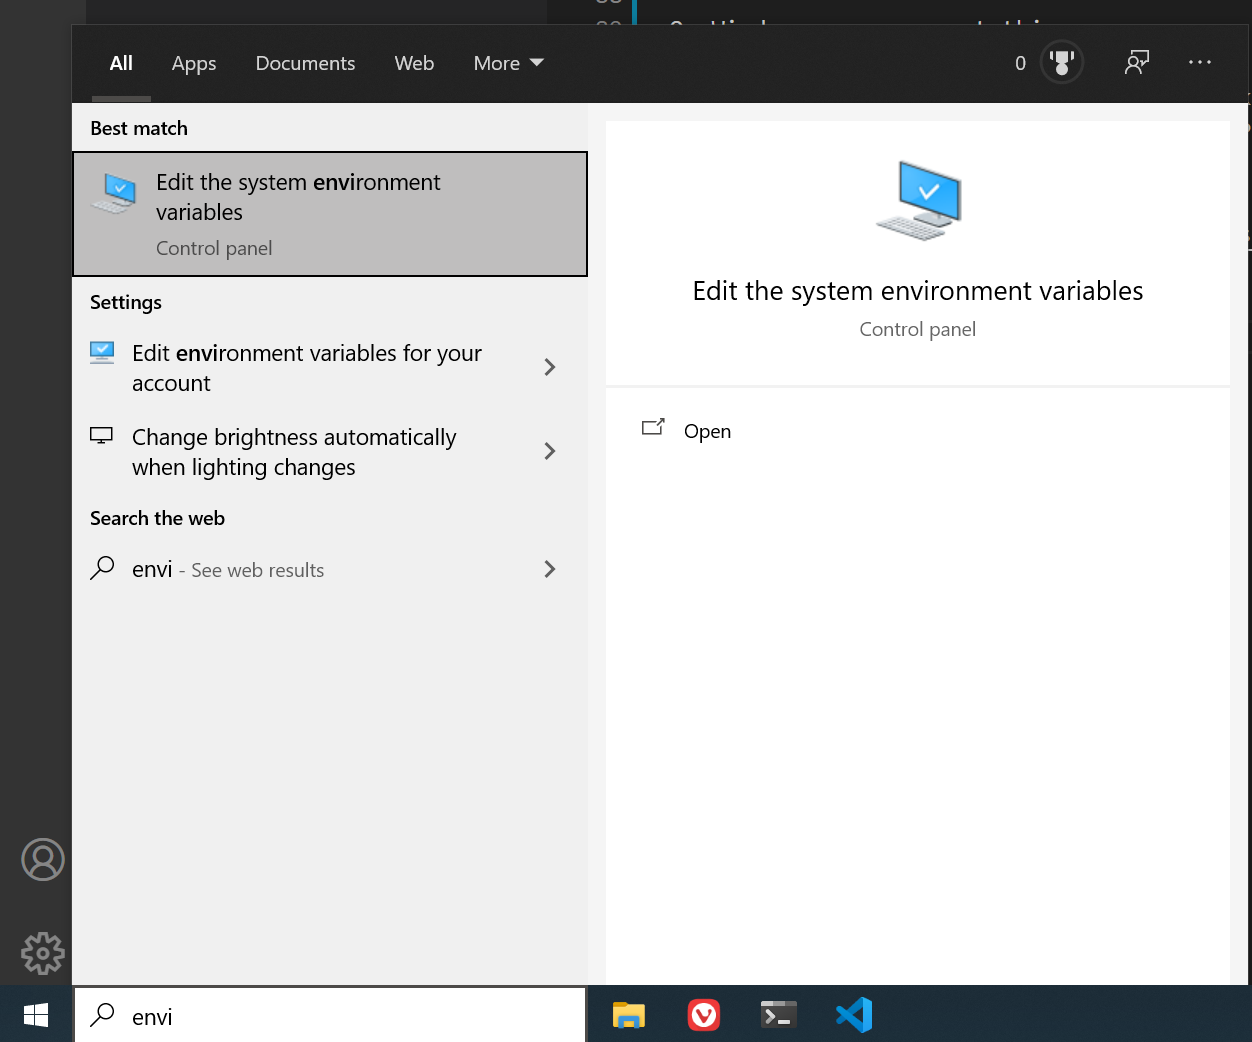 All Apps Documents Web More 0
Best match
Edit the system environment
variables
Control panel
Settings
Edit environment variables for your
account
Change brightness automatically
when lighting changes
Search the web
envi - See web results
Edit the system environment variables
Control panel
Open
envi